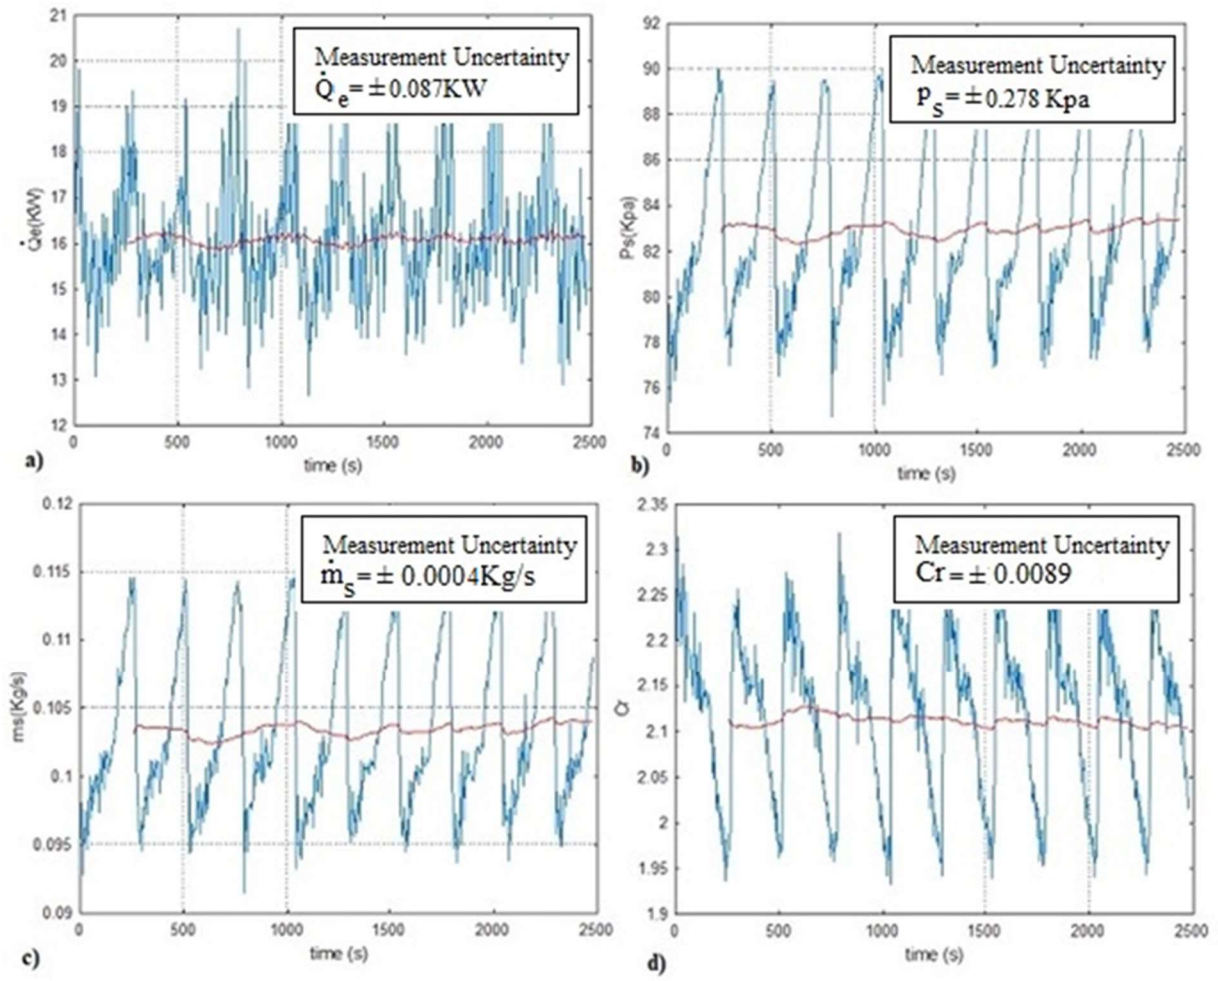 21
20
19
18
17
16
15
14
13
12
Q̇e(KW)
0 500 1000 1500 2000 2500
time (s)
a)
Measurement Uncertainty
Q̇e=±0.087KW
92
90
88
86
84
82
80
78
76
74
Ps(Kpa)
0 500 1000 1500 2000 2500
time (s)
b)
Measurement Uncertainty
ps=±0.278 Kpa
0.12
0.115
0.11
0.105
0.1
0.095
0.09
ms(Kg/s)
0 500 1000 1500 2000 2500
time (s)
c)
Measurement Uncertainty
ṁs=± 0.0004Kg/s
2.35
2.3
2.25
2.2
2.15
2.1
2.05
2
1.95
1.9
Cr
0 500 1000 1500 2000 2500
time (s)
d)
Measurement Uncertainty
Cr=± 0.0089